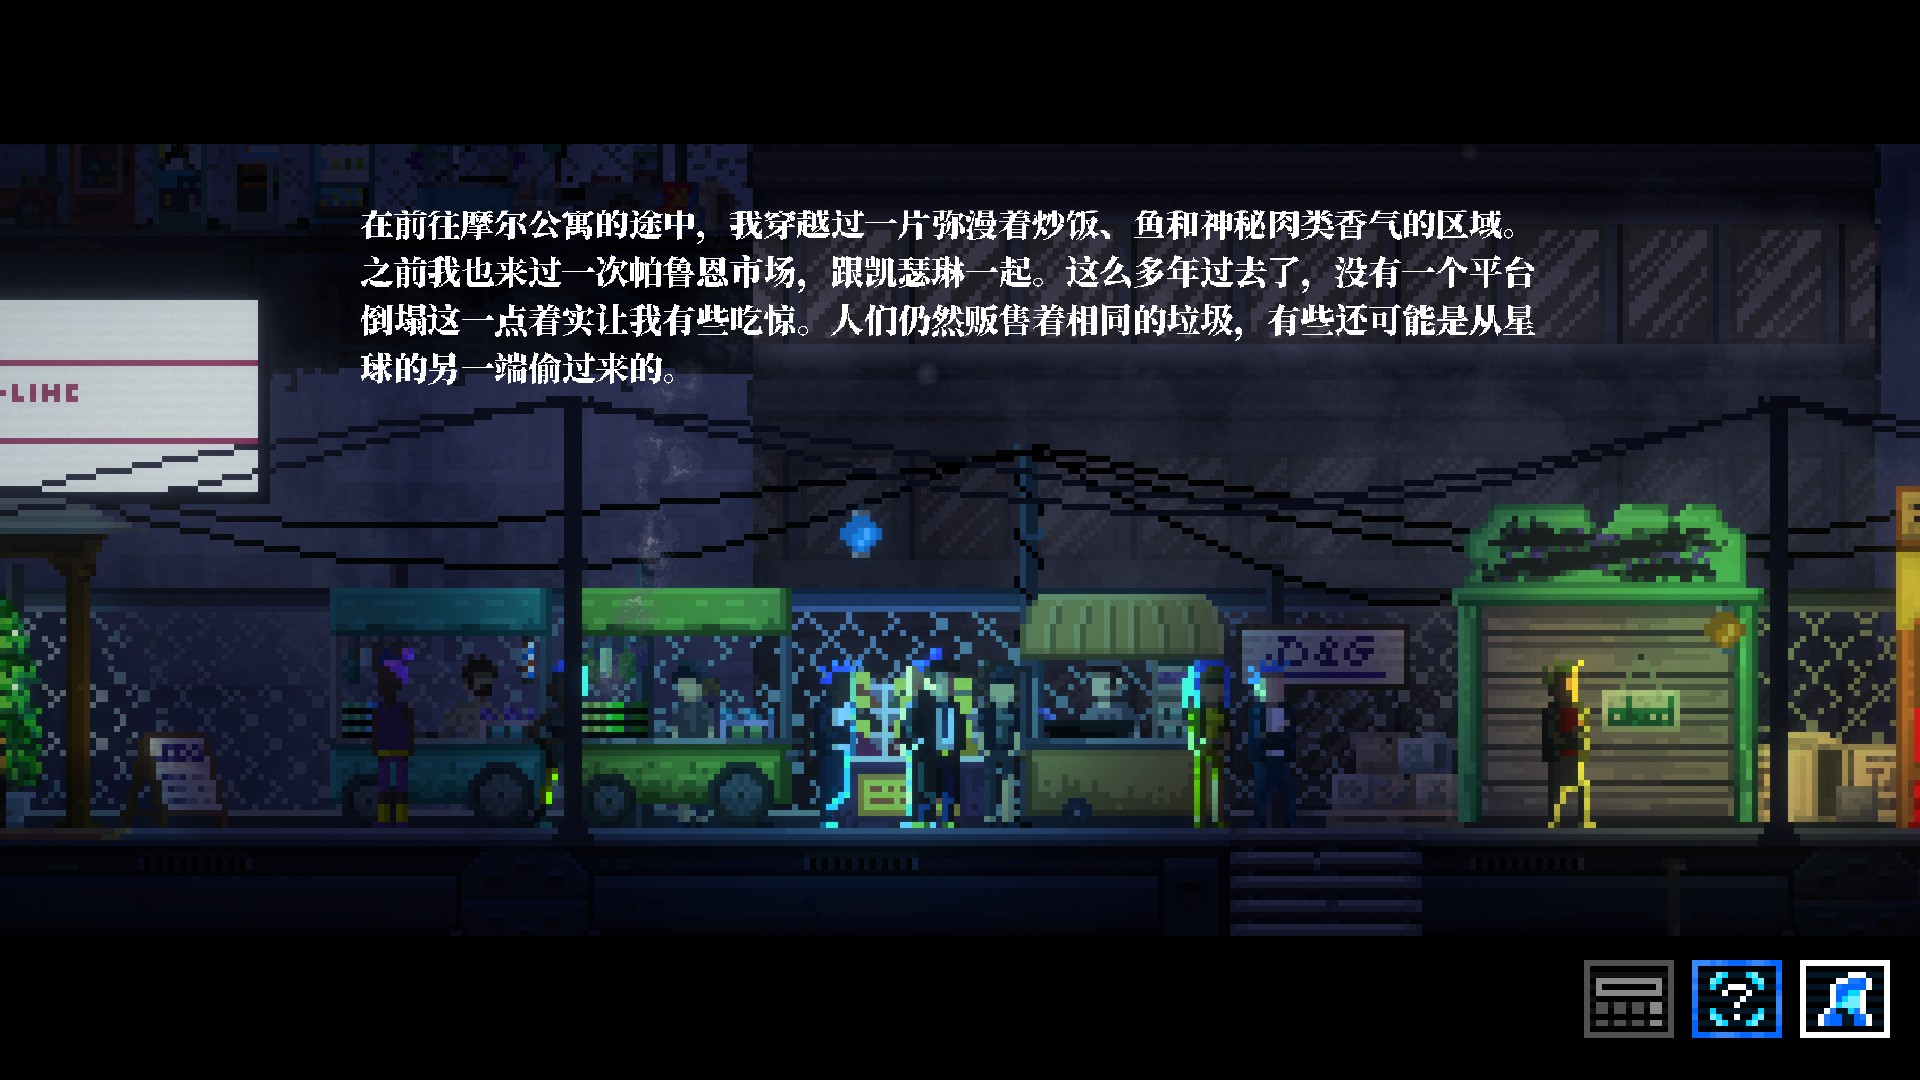 在前往摩尔公寓的途中，我穿越过一片弥漫着炒饭、鱼和神秘肉类香气的区域。
之前我也来过一次帕鲁恩市场，跟凯瑟琳一起。这么多年过去了，没有一个平台
倒塌这一点着实让我有些吃惊。人们仍然贩售着相同的垃圾，有些还可能是从星
球的另一端偷过来的。
-LINC
D&G
?